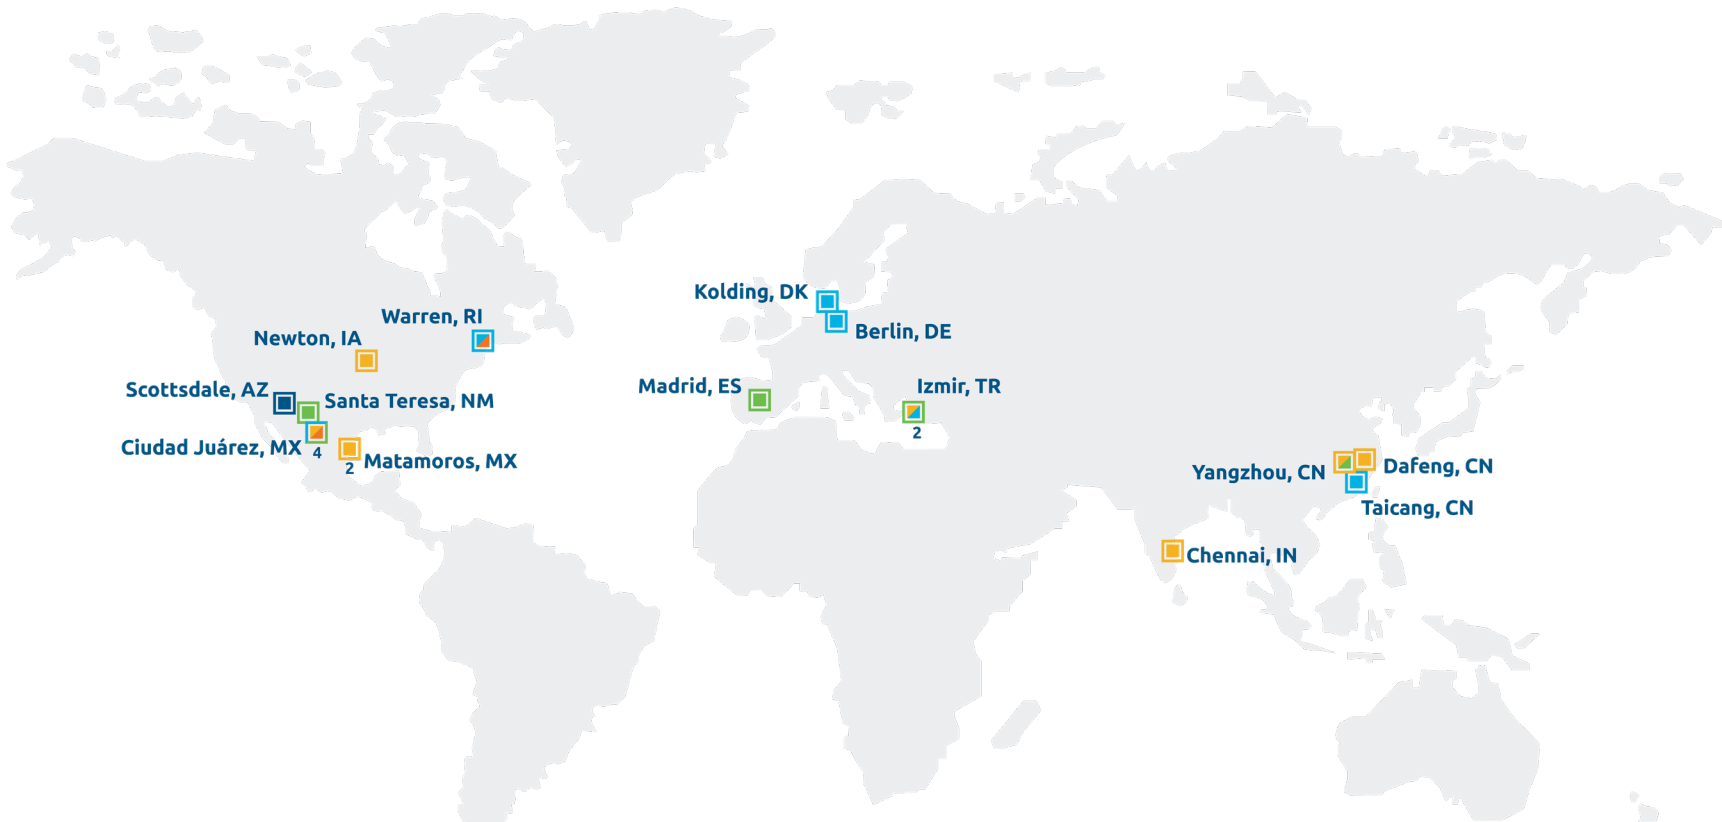 Kolding, DK
Warren, RI
Berlin, DE
Newton, IA
Madrid, ES
Izmir, TR
2
Scottsdale, AZ
Santa Teresa, NM
Ciudad Juárez, MX
4
Matamoros, MX
2
Yangzhou, CN
Dafeng, CN
Taicang, CN
Chennai, IN